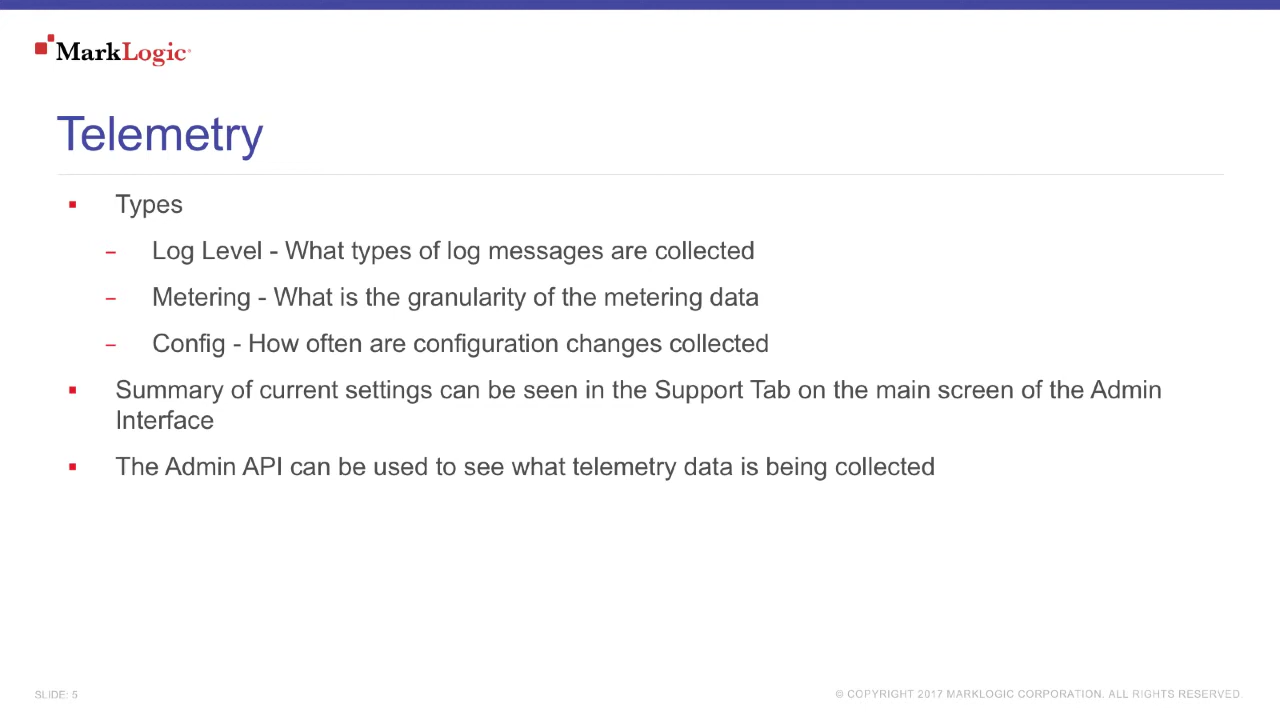 MarkLogic
Telemetry
▪ Types
– Log Level - What types of log messages are collected
– Metering - What is the granularity of the metering data
– Config - How often are configuration changes collected
▪ Summary of current settings can be seen in the Support Tab on the main screen of the Admin
Interface
▪ The Admin API can be used to see what telemetry data is being collected
SLIDE: 5
© COPYRIGHT 2017 MARKLOGIC CORPORATION. ALL RIGHTS RESERVED.